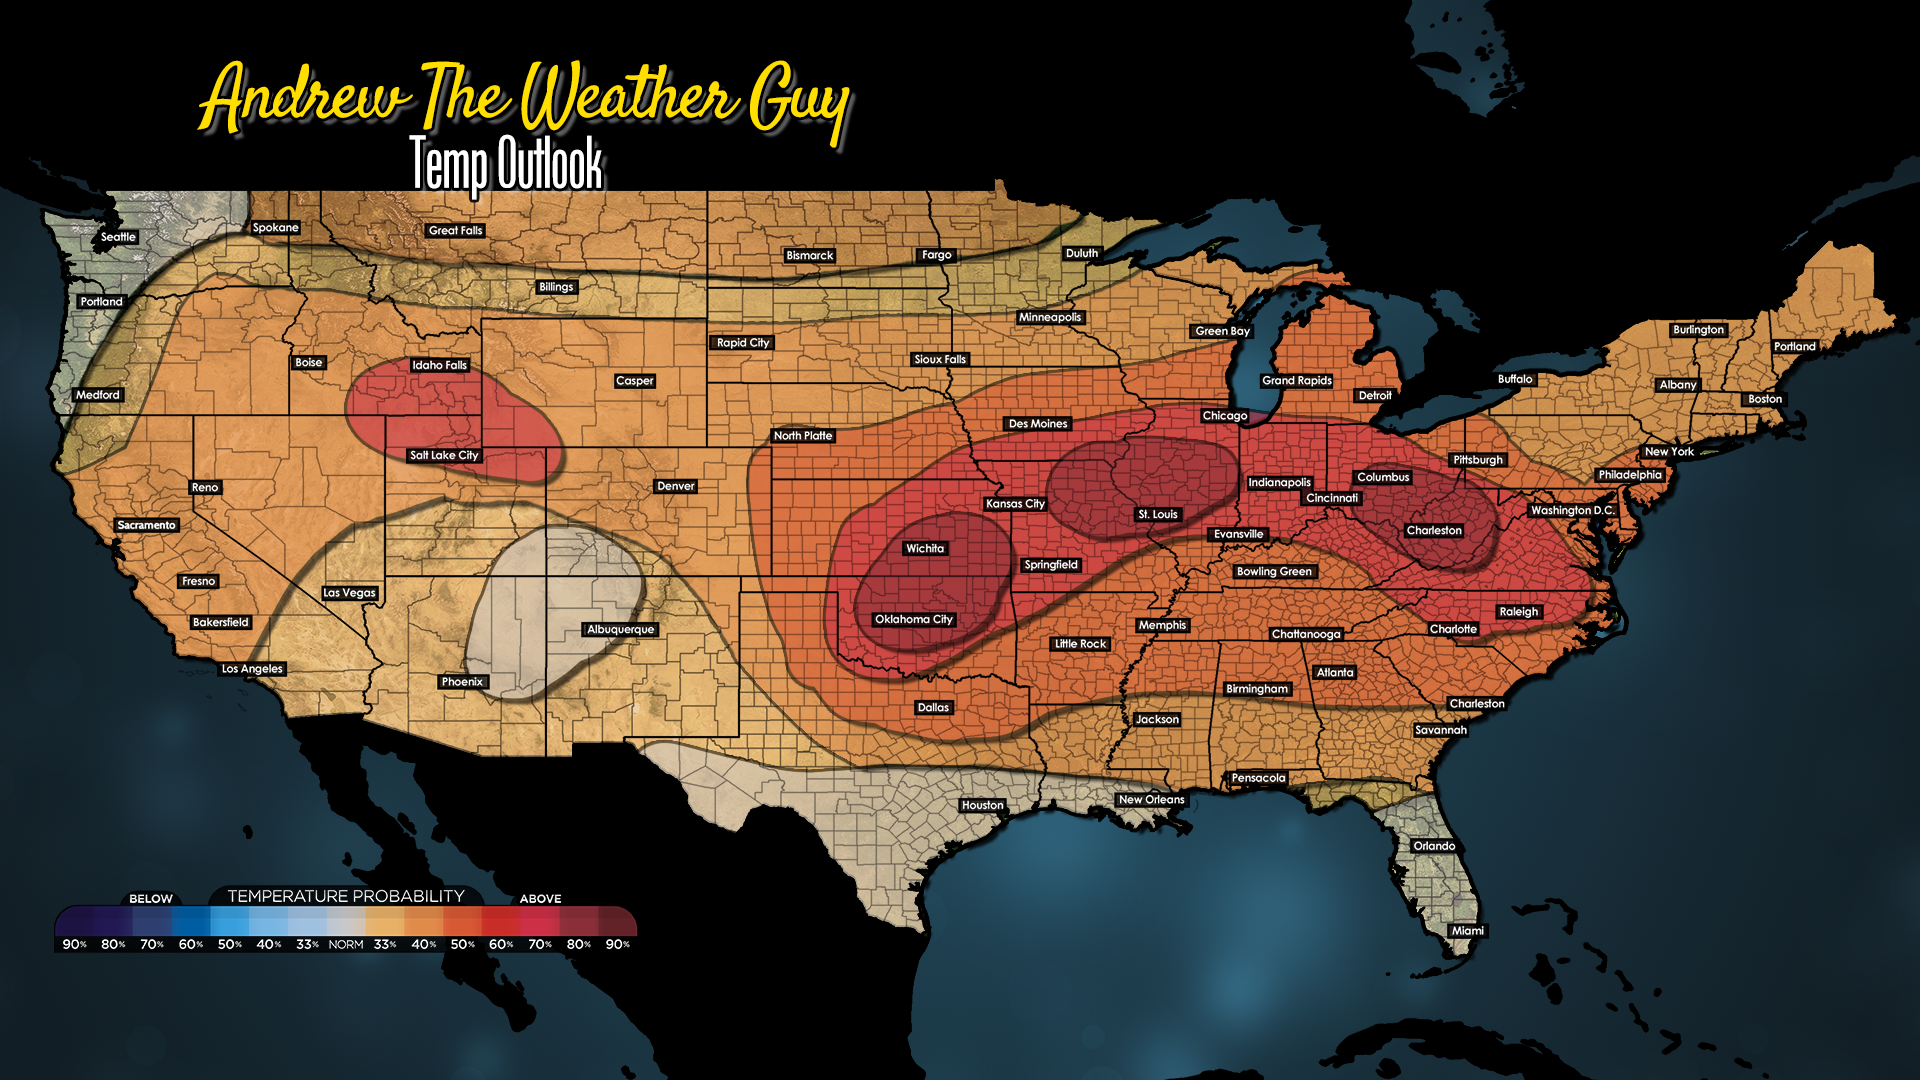 Andrew The Weather Guy
Temp Outlook
Seattle
Spokane
Great Falls
Bismarck
Fargo
Duluth
Portland
Billings
Minneapolis
Green Bay
Burlington
Portland
Boise
Idaho Falls
Rapid City
Sioux Falls
Casper
Grand Rapids
Buffalo
Albany
Medford
Detroit
Boston
North Platte
Des Moines
Chicago
Salt Lake City
Pittsburgh
New York
Reno
Denver
Kansas City
Indianapolis
Columbus
Philadelphia
Cincinnati
Sacramento
St. Louis
Washington D.C.
Wichita
Evansville
Charleston
Fresno
Las Vegas
Springfield
Bowling Green
Bakersfield
Albuquerque
Oklahoma City
Memphis
Chattanooga
Charlotte
Raleigh
Los Angeles
Phoenix
Little Rock
Atlanta
Dallas
Birmingham
Charleston
Jackson
Savannah
Pensacola
Houston
New Orleans
Orlando
Miami
BELOW TEMPERATURE PROBABILITY ABOVE
90% 80% 70% 60% 50% 40% 33% NORM 33% 40% 50% 60% 70% 80% 90%